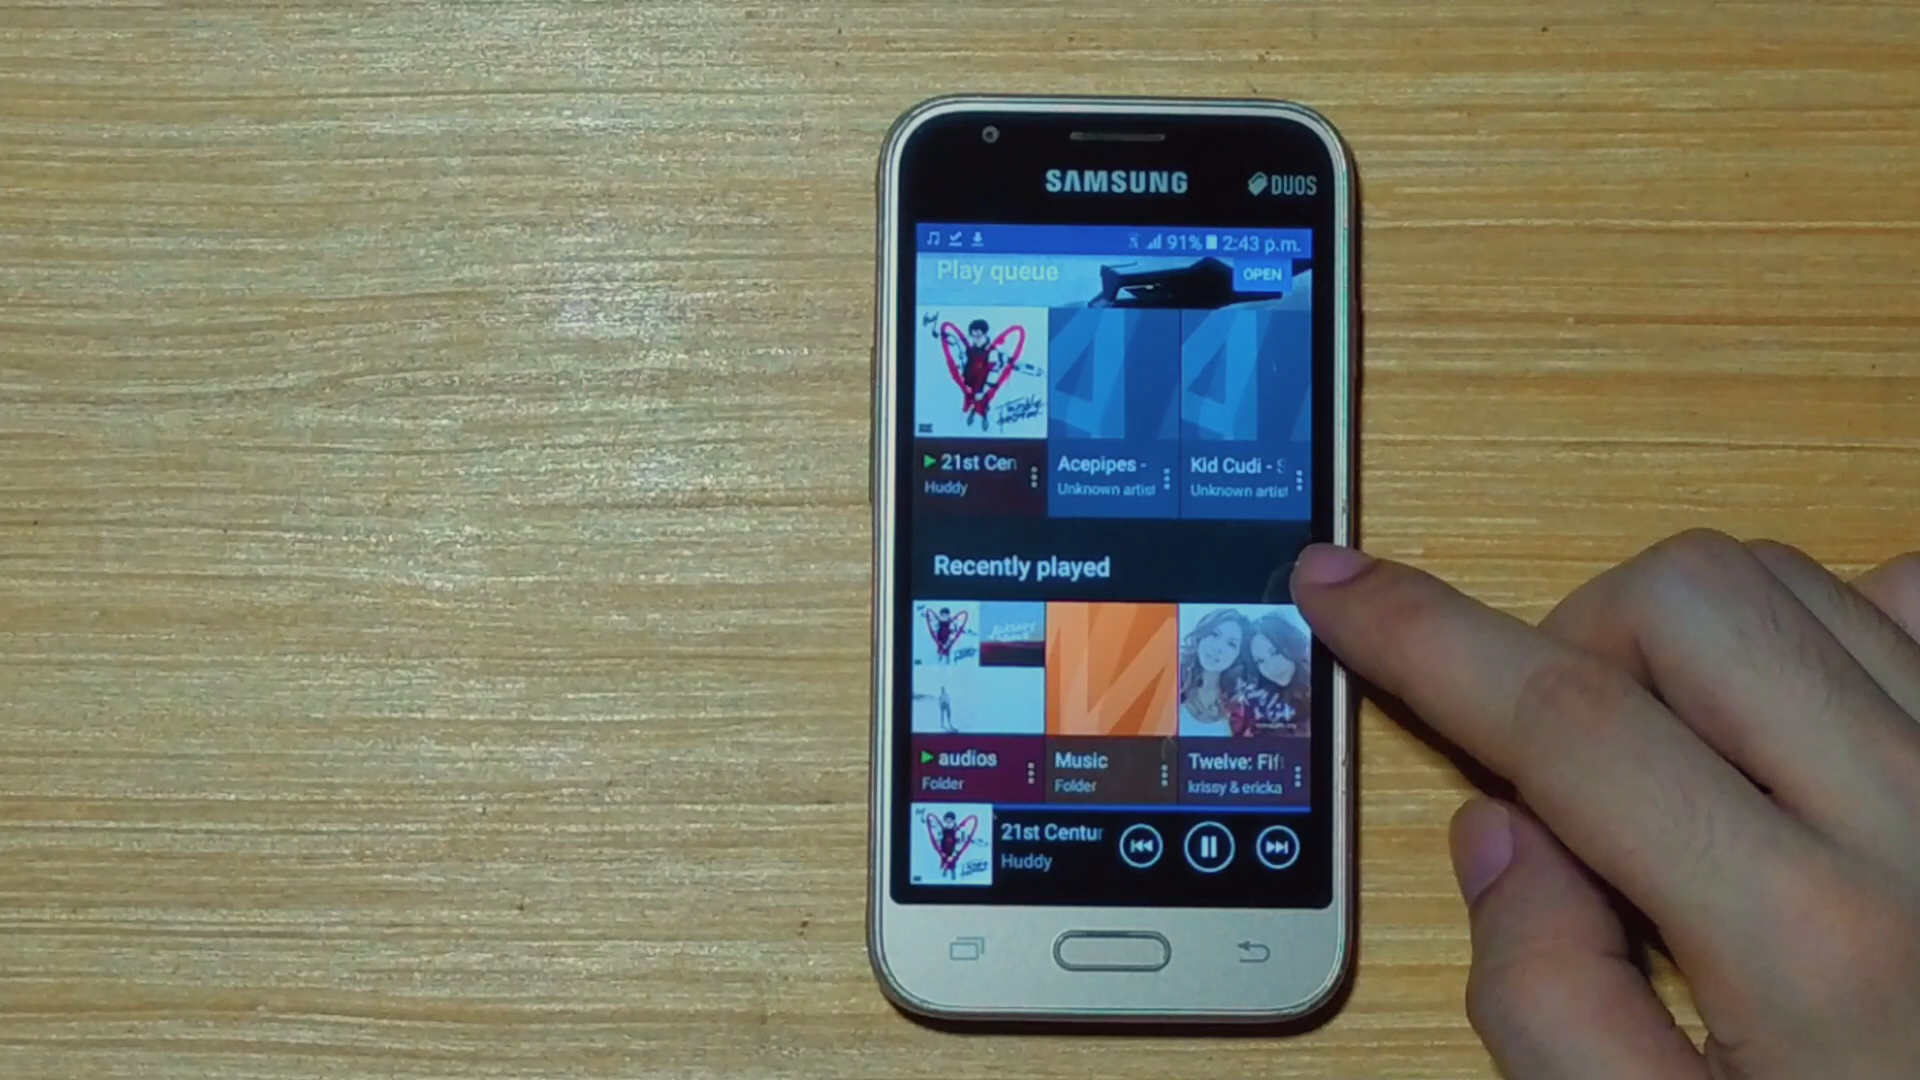 SAMSUNG DUOS
91% 2:43 p.m.
Play queue OPEN
21st Cen Acepipes - Kid Cudi - S
Huddy Unknown artist Unknown artist
Recently played
audios Music Twelve: Fif
Folder Folder krissy & ericka
21st Centur
Huddy